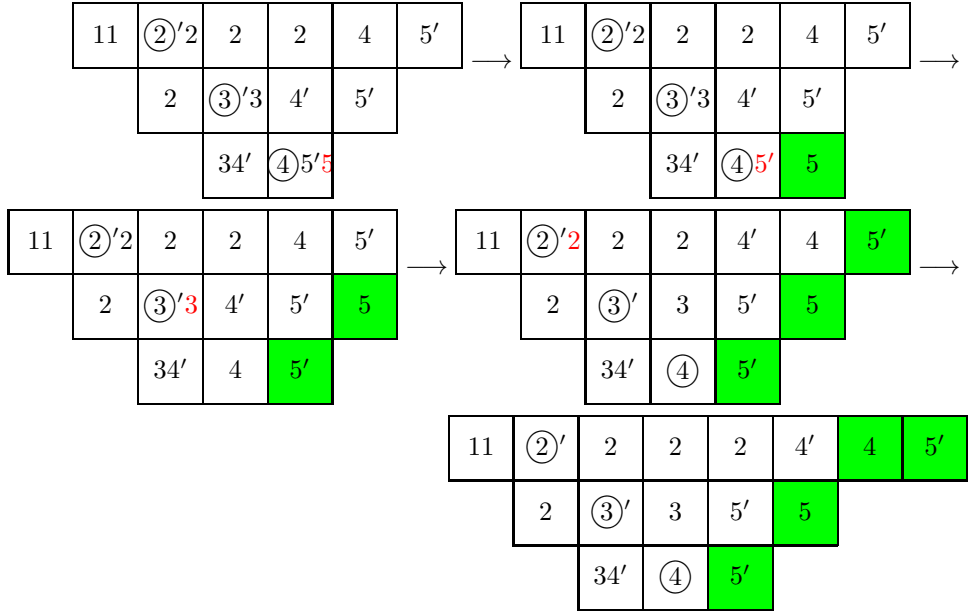 11 ②′2 2 2 4 5′ ⟶ 11 ②′2 2 2 4 5′ ⟶
2 ③′3 4′ 5′ 2 ③′3 4′ 5′
34′ ④5′5 34′ ④5′ 5
11 ②′2 2 2 4 5′ ⟶ 11 ②′2 2 2 4′ 4 5′ ⟶
2 ③′3 4′ 5′ 5 2 ③′ 3 5′ 5
34′ 4 5′ 34′ ④ 5′
11 ②′ 2 2 2 4′ 4 5′
2 ③′ 3 5′ 5
34′ ④ 5′